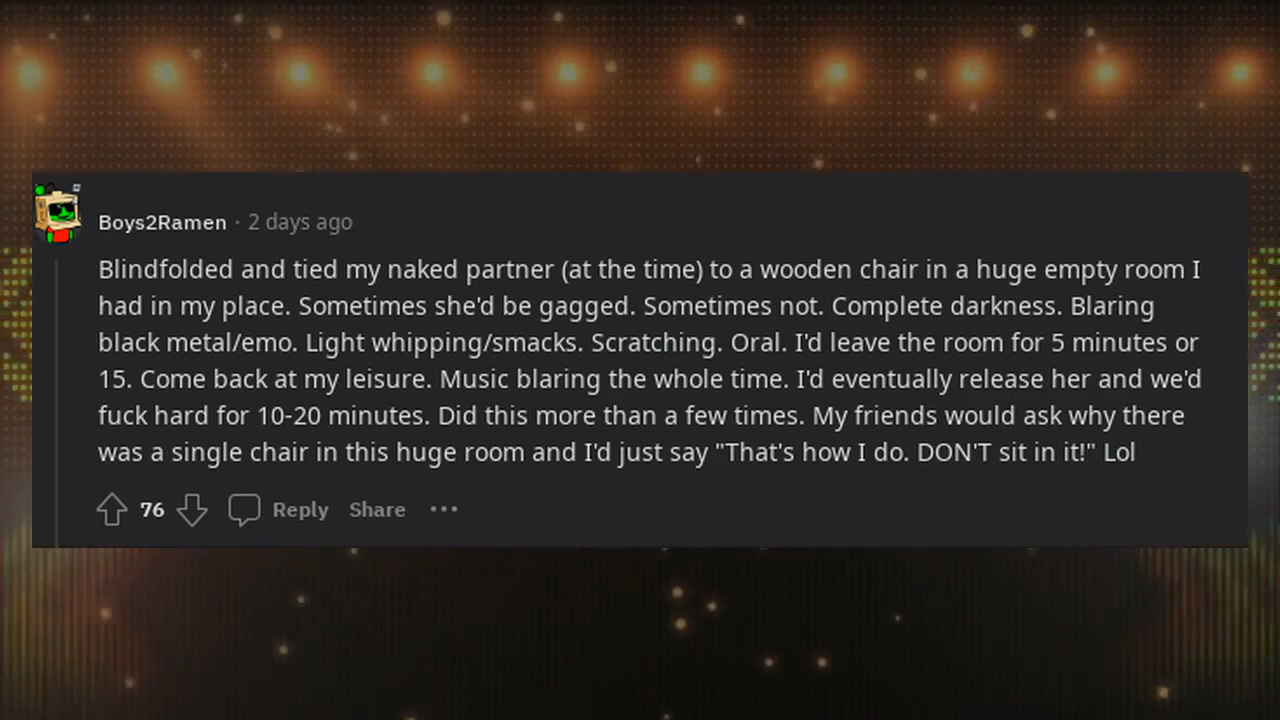 Boys2Ramen · 2 days ago
Blindfolded and tied my naked partner (at the time) to a wooden chair in a huge empty room I
had in my place. Sometimes she'd be gagged. Sometimes not. Complete darkness. Blaring
black metal/emo. Light whipping/smacks. Scratching. Oral. I'd leave the room for 5 minutes or
15. Come back at my leisure. Music blaring the whole time. I'd eventually release her and we'd
fuck hard for 10-20 minutes. Did this more than a few times. My friends would ask why there
was a single chair in this huge room and I'd just say "That's how I do. DON'T sit in it!" Lol
76 Reply Share •••